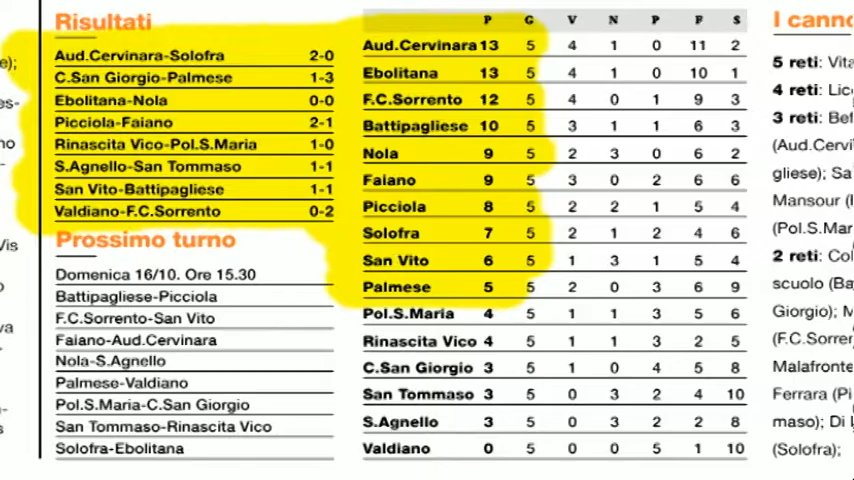 e);
es-
no
-
Vis
o
va
-
s
Risultati
Aud.Cervinara-Solofra 2-0
C.San Giorgio-Palmese 1-3
Ebolitana-Nola 0-0
Picciola-Faiano 2-1
Rinascita Vico-Pol.S.Maria 1-0
S.Agnello-San Tommaso 1-1
San Vito-Battipagliese 1-1
Valdiano-F.C.Sorrento 0-2
Prossimo turno
Domenica 16/10. Ore 15.30
Battipagliese-Picciola
F.C.Sorrento-San Vito
Faiano-Aud.Cervinara
Nola-S.Agnello
Palmese-Valdiano
Pol.S.Maria-C.San Giorgio
San Tommaso-Rinascita Vico
Solofra-Ebolitana
P G V N P F S
Aud.Cervinara 13 5 4 1 0 11 2
Ebolitana 13 5 4 1 0 10 1
F.C.Sorrento 12 5 4 0 1 9 3
Battipagliese 10 5 3 1 1 6 3
Nola 9 5 2 3 0 6 2
Faiano 9 5 3 0 2 6 6
Picciola 8 5 2 2 1 5 4
Solofra 7 5 2 1 2 4 6
San Vito 6 5 1 3 1 5 4
Palmese 5 5 2 0 3 6 9
Pol.S.Maria 4 5 1 1 3 5 6
Rinascita Vico 4 5 1 1 3 2 5
C.San Giorgio 3 5 1 0 4 5 8
San Tommaso 3 5 0 3 2 4 10
S.Agnello 3 5 0 3 2 2 8
Valdiano 0 5 0 0 5 1 10
I canno
5 reti: Vita
4 reti: Lic
3 reti: Bef
(Aud.Cervi
gliese); Sa
Mansour (
(Pol.S.Mar
2 reti: Col
scuolo (Ba
Giorgio); M
(F.C.Sorre
Malafronte
Ferrara (Pi
maso); Di L
(Solofra);